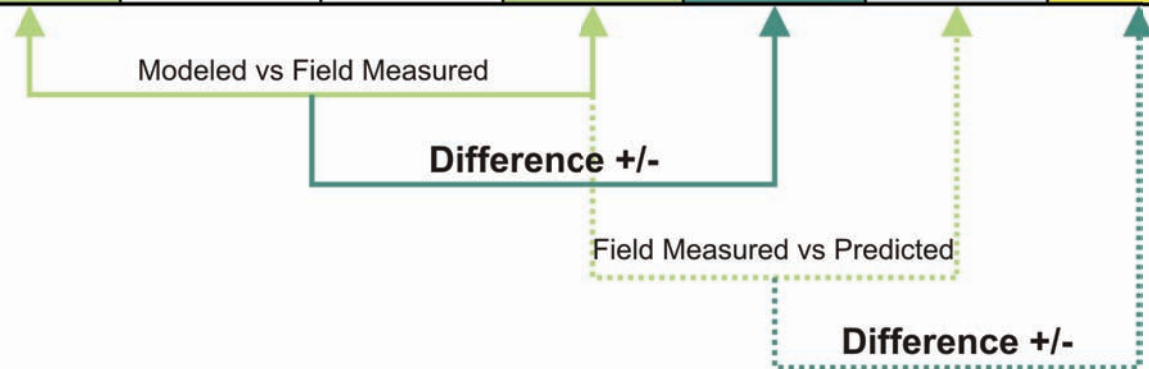 Modeled vs Field Measured
Difference +/-
Field Measured vs Predicted
Difference +/-